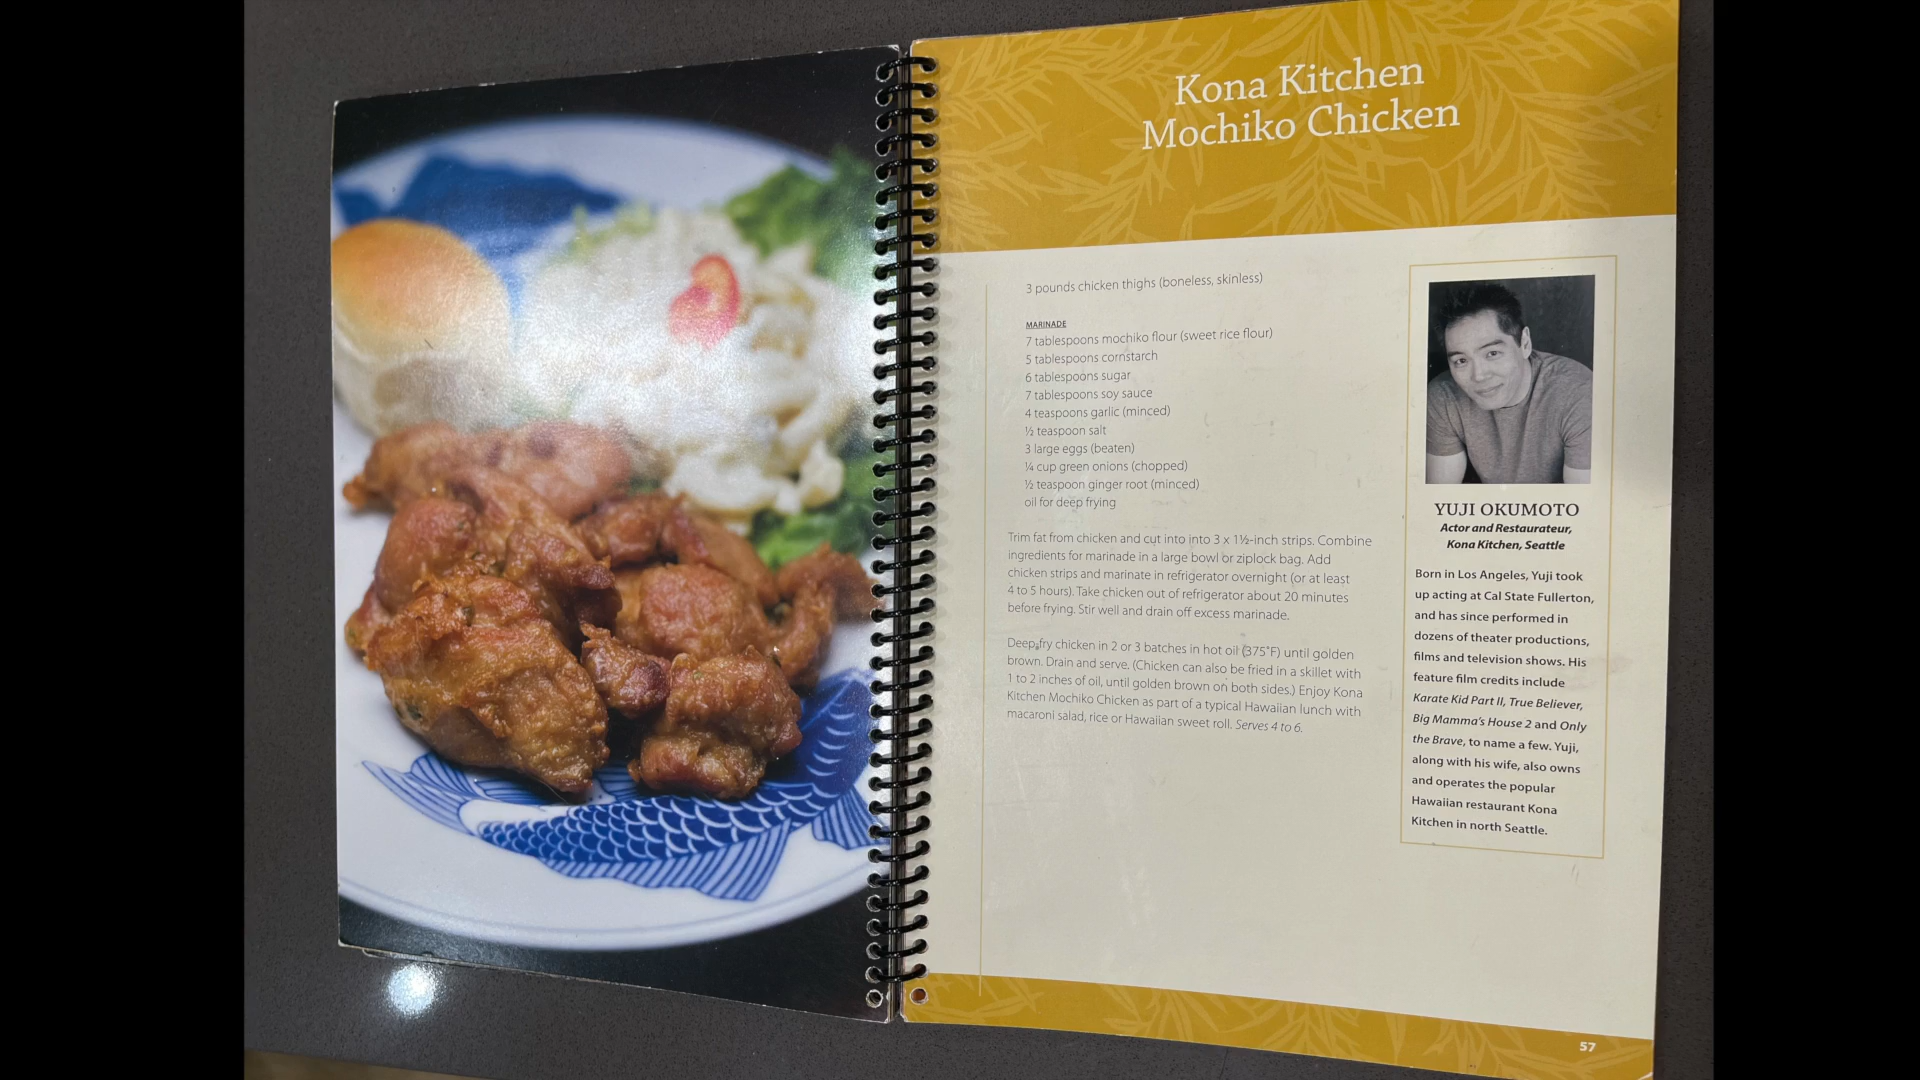 Kona Kitchen
Mochiko Chicken
3 pounds chicken thighs (boneless, skinless)
MARINADE
7 tablespoons mochiko flour (sweet rice flour)
5 tablespoons cornstarch
6 tablespoons sugar
7 tablespoons soy sauce
4 teaspoons garlic (minced)
½ teaspoon salt
3 large eggs (beaten)
¼ cup green onions (chopped)
½ teaspoon ginger root (minced)
oil for deep frying
Trim fat from chicken and cut into into 3 x 1½-inch strips. Combine
ingredients for marinade in a large bowl or ziplock bag. Add
chicken strips and marinate in refrigerator overnight (or at least
4 to 5 hours). Take chicken out of refrigerator about 20 minutes
before frying. Stir well and drain off excess marinade.
Deep-fry chicken in 2 or 3 batches in hot oil (375°F) until golden
brown. Drain and serve. (Chicken can also be fried in a skillet with
1 to 2 inches of oil, until golden brown on both sides.) Enjoy Kona
Kitchen Mochiko Chicken as part of a typical Hawaiian lunch with
macaroni salad, rice or Hawaiian sweet roll. Serves 4 to 6.
YUJI OKUMOTO
Actor and Restaurateur,
Kona Kitchen, Seattle
Born in Los Angeles, Yuji took
up acting at Cal State Fullerton,
and has since performed in
dozens of theater productions,
films and television shows. His
feature film credits include
Karate Kid Part II, True Believer,
Big Mamma's House 2 and Only
the Brave, to name a few. Yuji,
along with his wife, also owns
and operates the popular
Hawaiian restaurant Kona
Kitchen in north Seattle.
57